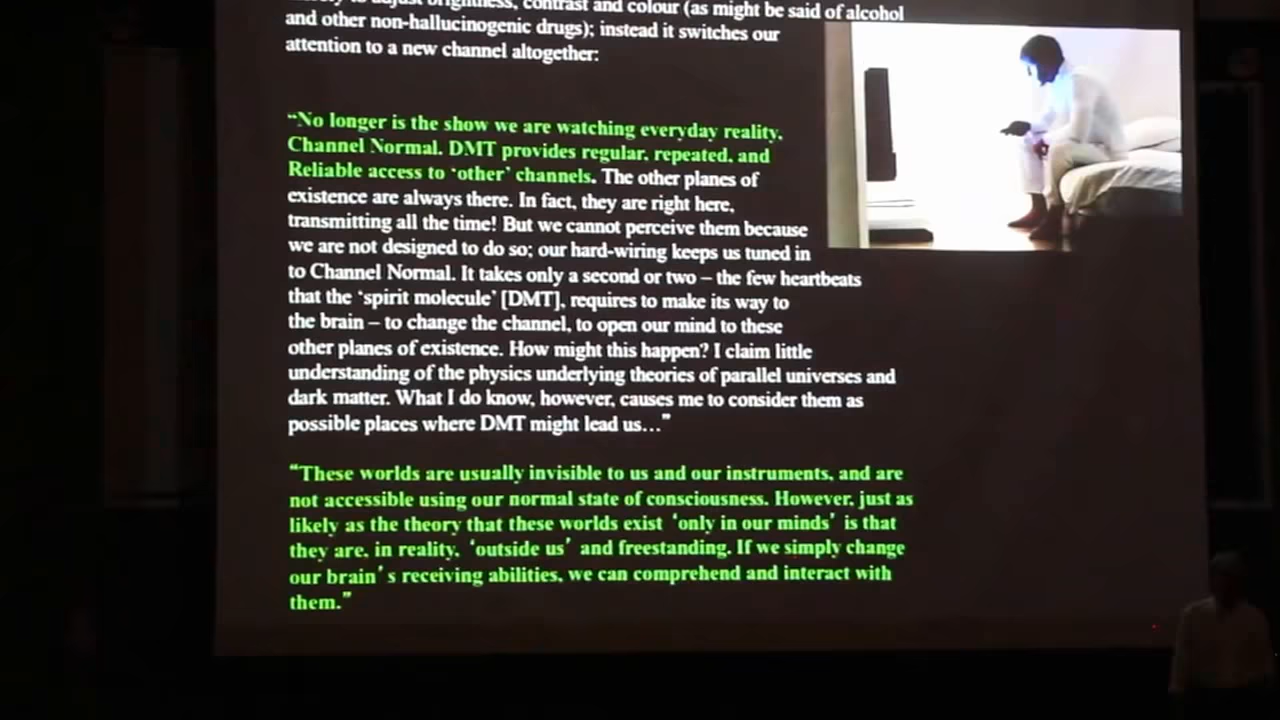 brightness, contrast and colour (as might be said of alcohol
and other non-hallucinogenic drugs); instead it switches our
attention to a new channel altogether:
“No longer is the show we are watching everyday reality,
Channel Normal. DMT provides regular, repeated, and
Reliable access to ‘other’ channels. The other planes of
existence are always there. In fact, they are right here,
transmitting all the time! But we cannot perceive them because
we are not designed to do so; our hard-wiring keeps us tuned in
to Channel Normal. It takes only a second or two – the few heartbeats
that the ‘spirit molecule’ [DMT], requires to make its way to
the brain – to change the channel, to open our mind to these
other planes of existence. How might this happen? I claim little
understanding of the physics underlying theories of parallel universes and
dark matter. What I do know, however, causes me to consider them as
possible places where DMT might lead us…”
“These worlds are usually invisible to us and our instruments, and are
not accessible using our normal state of consciousness. However, just as
likely as the theory that these worlds exist ‘only in our minds’ is that
they are, in reality, ‘outside us’ and freestanding. If we simply change
our brain’s receiving abilities, we can comprehend and interact with
them.”